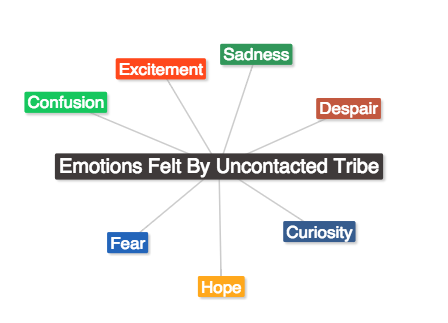 Sadness
Excitement
Confusion
Despair
Emotions Felt By Uncontacted Tribe
Fear
Curiosity
Hope